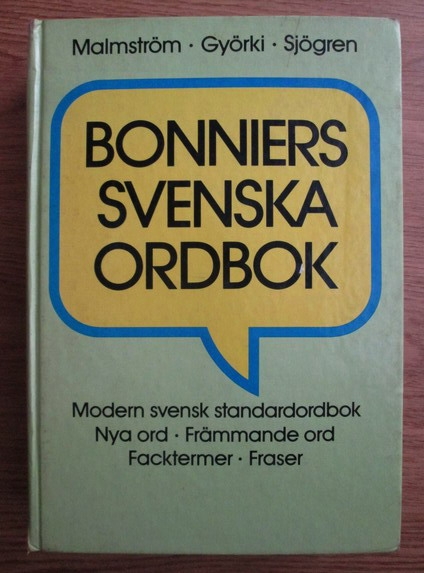 Malmström · Györki · Sjögren
BONNIERS
SVENSKA
ORDBOK
Modern svensk standardordbok
Nya ord · Främmande ord
Facktermer · Fraser